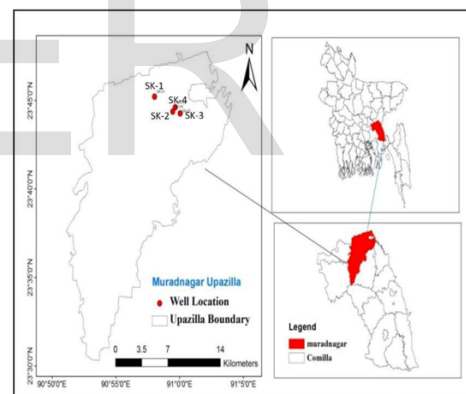 ER
N
SK-1
SK-4
SK-2
SK-3
23°45'0"N
23°40'0"N
23°35'0"N
23°30'0"N
Muradnagar Upazilla
Well Location
Upazilla Boundary
0 3.5 7 14
Kilometers
90°50'0"E 90°55'0"E 91°0'0"E 91°5'0"E
Legend
muradnagar
Comilla